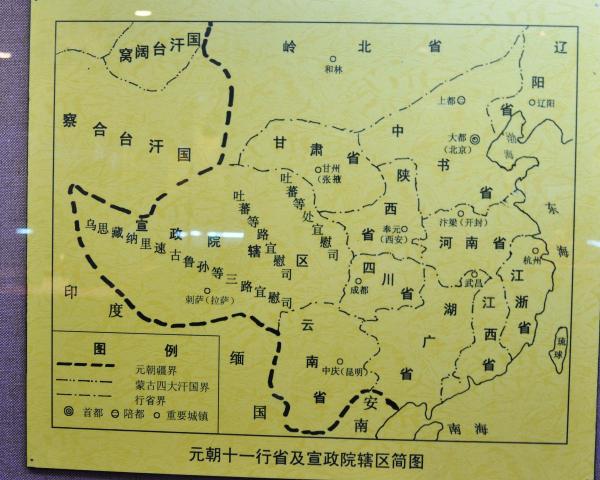 窝阔台汗国
岭北省
和林
辽阳省
辽阳
上都
大都
(北京)
渤海
中书省
察合台汗国
甘肃省
甘州
(张掖
陕西省
奉元
(西安)
汴梁(开封)
河南省
东海
杭州
吐蕃等处宣慰司
吐蕃等路宣慰司
宣政院辖区
乌思藏纳里速古鲁孙等三路宣慰司
刺萨(拉萨)
四川省
成都
武昌
湖广省
江西省
江浙省
琉球
印度
云南省
中庆(昆明)
缅国
安南
南海
图例
元朝疆界
蒙古四大汗国界
行省界
首都 陪都 重要城镇
元朝十一行省及宣政院辖区简图